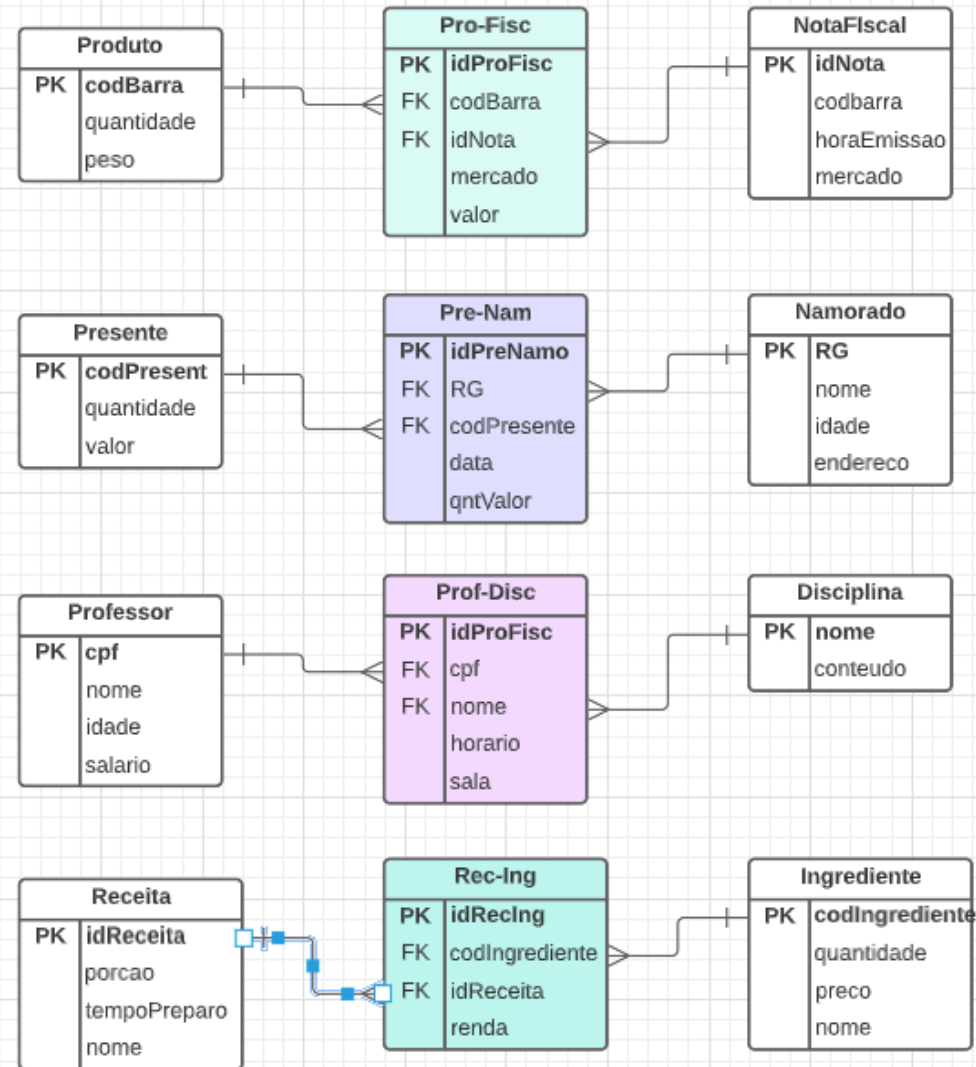 Produto
PK codBarra
quantidade
peso
Pro-Fisc
PK idProFisc
FK codBarra
FK idNota
mercado
valor
NotaFIscal
PK idNota
codbarra
horaEmissao
mercado
Presente
PK codPresent
quantidade
valor
Pre-Nam
PK idPreNamo
FK RG
FK codPresente
data
qntValor
Namorado
PK RG
nome
idade
endereco
Professor
PK cpf
nome
idade
salario
Prof-Disc
PK idProFisc
FK cpf
FK nome
horario
sala
Disciplina
PK nome
conteudo
Receita
PK idReceita
porcao
tempoPreparo
nome
Rec-Ing
PK idRecIng
FK codIngrediente
FK idReceita
renda
Ingrediente
PK codIngrediente
quantidade
preco
nome